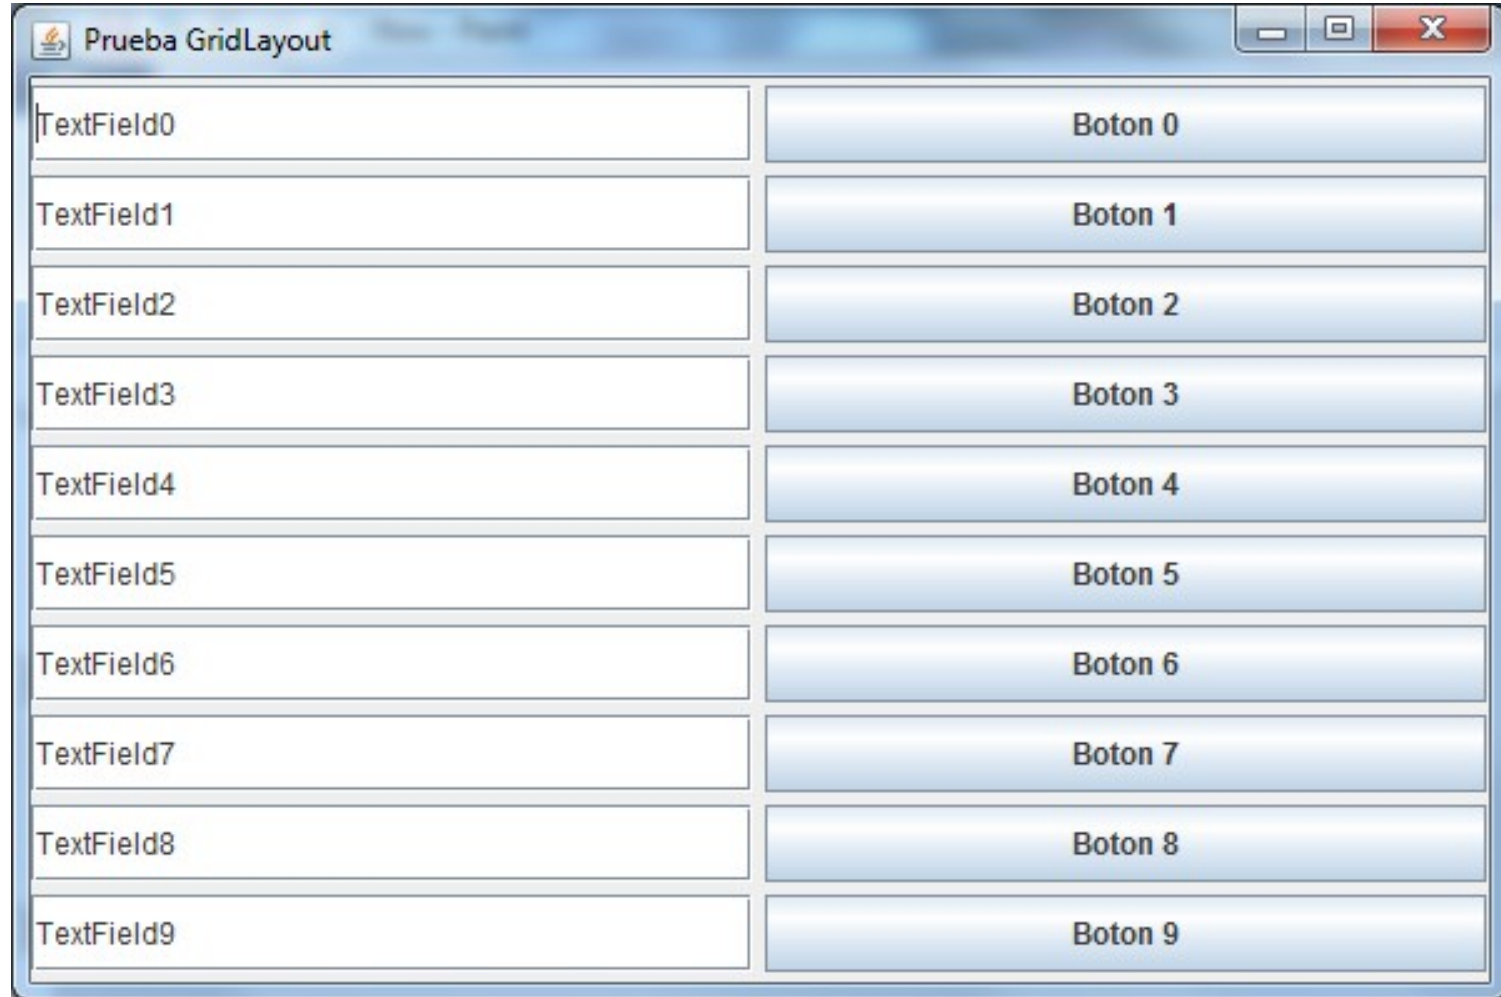 Prueba GridLayout
TextField0 Boton 0
TextField1 Boton 1
TextField2 Boton 2
TextField3 Boton 3
TextField4 Boton 4
TextField5 Boton 5
TextField6 Boton 6
TextField7 Boton 7
TextField8 Boton 8
TextField9 Boton 9